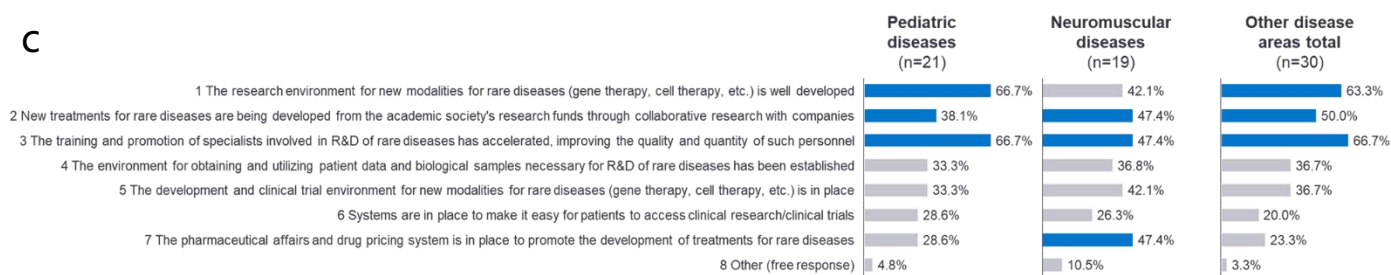 C
Pediatric diseases (n=21)
Neuromuscular diseases (n=19)
Other disease areas total (n=30)
1 The research environment for new modalities for rare diseases (gene therapy, cell therapy, etc.) is well developed 66.7% 42.1% 63.3%
2 New treatments for rare diseases are being developed from the academic society's research funds through collaborative research with companies 38.1% 47.4% 50.0%
3 The training and promotion of specialists involved in R&D of rare diseases has accelerated, improving the quality and quantity of such personnel 66.7% 47.4% 66.7%
4 The environment for obtaining and utilizing patient data and biological samples necessary for R&D of rare diseases has been established 33.3% 36.8% 36.7%
5 The development and clinical trial environment for new modalities for rare diseases (gene therapy, cell therapy, etc.) is in place 33.3% 42.1% 36.7%
6 Systems are in place to make it easy for patients to access clinical research/clinical trials 28.6% 26.3% 20.0%
7 The pharmaceutical affairs and drug pricing system is in place to promote the development of treatments for rare diseases 28.6% 47.4% 23.3%
8 Other (free response) 4.8% 10.5% 3.3%